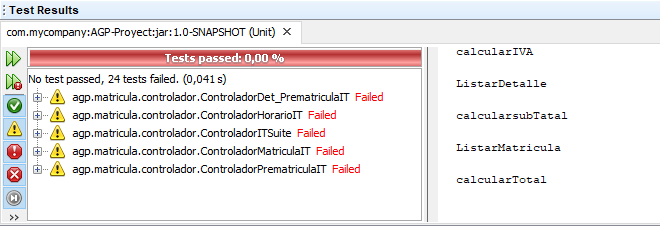 Test Results
com.mycompany:AGP-Proyect:jar:1.0-SNAPSHOT (Unit)
Tests passed: 0,00 %
No test passed, 24 tests failed. (0,041 s)
agp.matricula.controlador.ControladorDet_PrematriculaIT Failed
agp.matricula.controlador.ControladorHorarioIT Failed
agp.matricula.controlador.ControladorITSuite Failed
agp.matricula.controlador.ControladorMatriculaIT Failed
agp.matricula.controlador.ControladorPrematriculaIT Failed
>>
calcularIVA
ListarDetalle
calcularsubTatal
ListarMatricula
calcularTotal